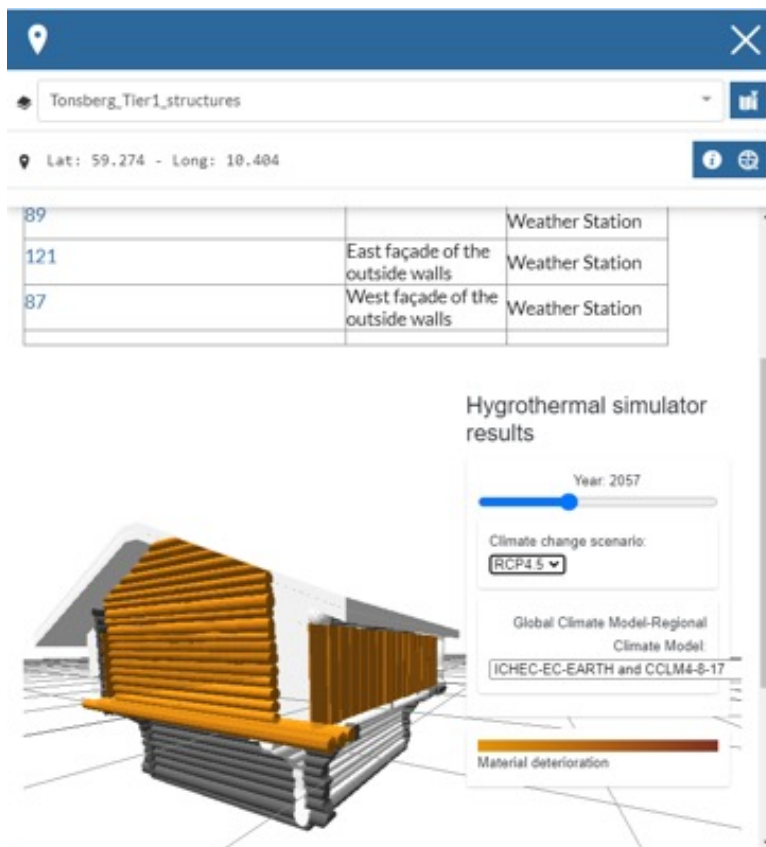 Tonsberg_Tier1_structures
Lat: 59.274 - Long: 10.404
89
Weather Station
121
East façade of the
outside walls
Weather Station
87
West façade of the
outside walls
Weather Station
Hygrothermal simulator
results
Year: 2057
Climate change scenario:
RCP4.5
Global Climate Model-Regional
Climate Model:
ICHEC-EC-EARTH and CCLM4-8-17
Material deterioration